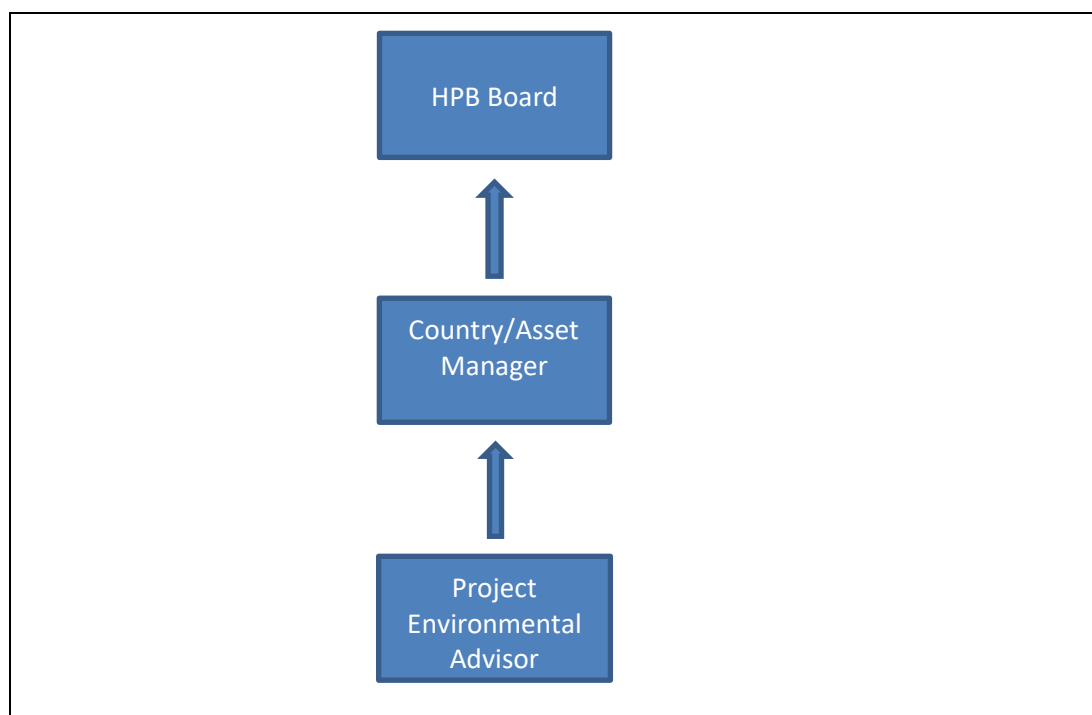 HPB Board
Country/Asset
Manager
Project
Environmental
Advisor